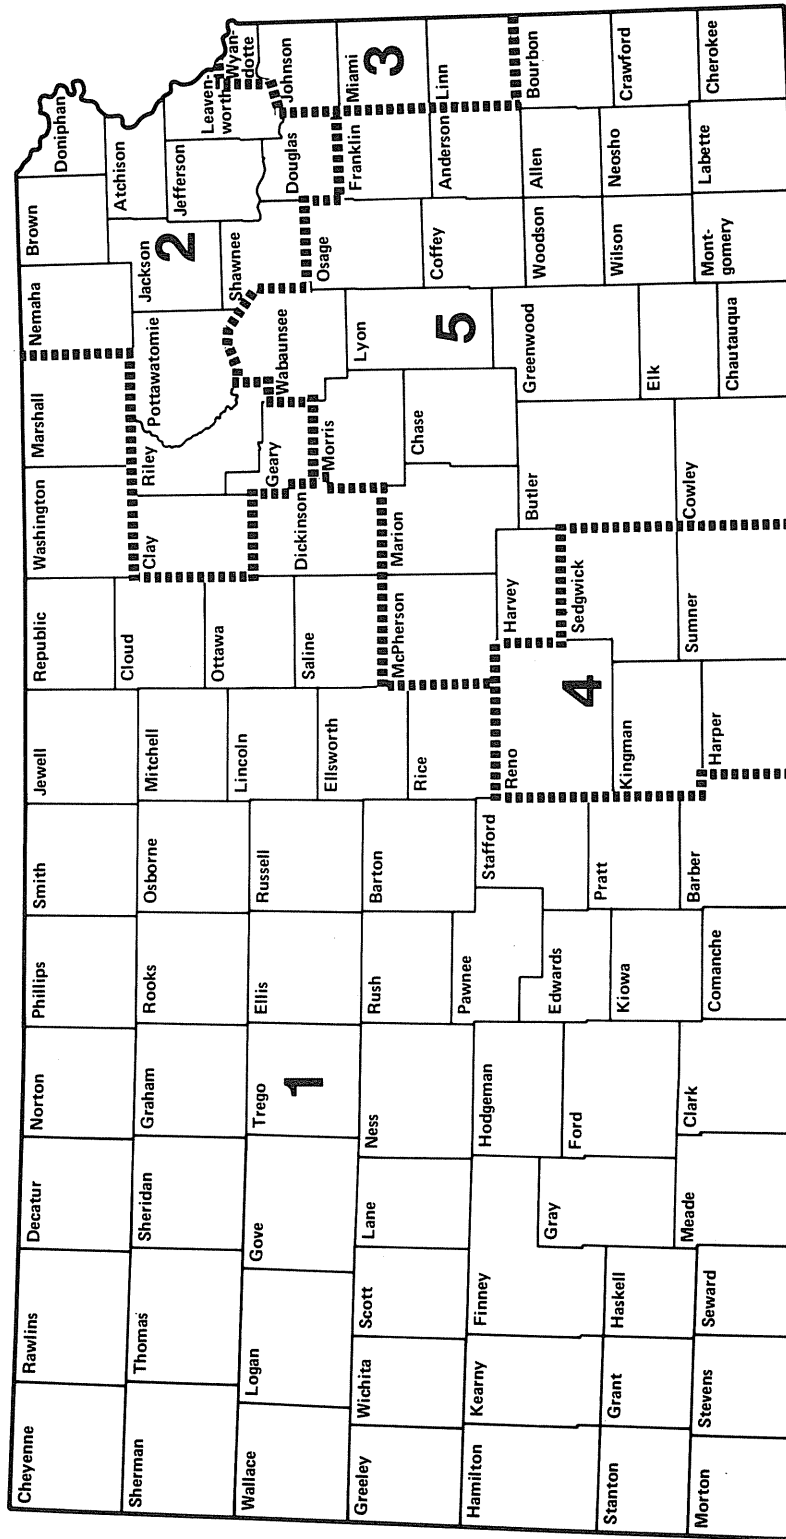 Cheyenne
Rawlins
Decatur
Norton
Phillips
Smith
Jewell
Republic
Washington
Marshall
Nemaha
Brown
Doniphan
Sherman
Thomas
Sheridan
Graham
Rooks
Osborne
Mitchell
Cloud
Clay
Riley
Pottawatomie
Jackson
Atchison
2
Jefferson
Leaven-
worth
Wyan-
dotte
Wallace
Logan
Gove
Trego
1
Ellis
Russell
Lincoln
Ottawa
Dickinson
Geary
Wabaunsee
Shawnee
Douglas
Johnson
Greeley
Wichita
Scott
Lane
Ness
Rush
Barton
Ellsworth
Saline
Morris
Osage
Franklin
Miami
3
Hamilton
Kearny
Finney
Hodgeman
Pawnee
Stafford
Rice
McPherson
Marion
Chase
Lyon
5
Coffey
Anderson
Linn
Gray
Ford
Edwards
Reno
4
Harvey
Butler
Greenwood
Woodson
Allen
Bourbon
Stanton
Grant
Haskell
Kiowa
Pratt
Kingman
Sedgwick
Elk
Wilson
Neosho
Crawford
Morton
Stevens
Seward
Meade
Clark
Comanche
Barber
Harper
Sumner
Cowley
Chautauqua
Mont-
gomery
Labette
Cherokee